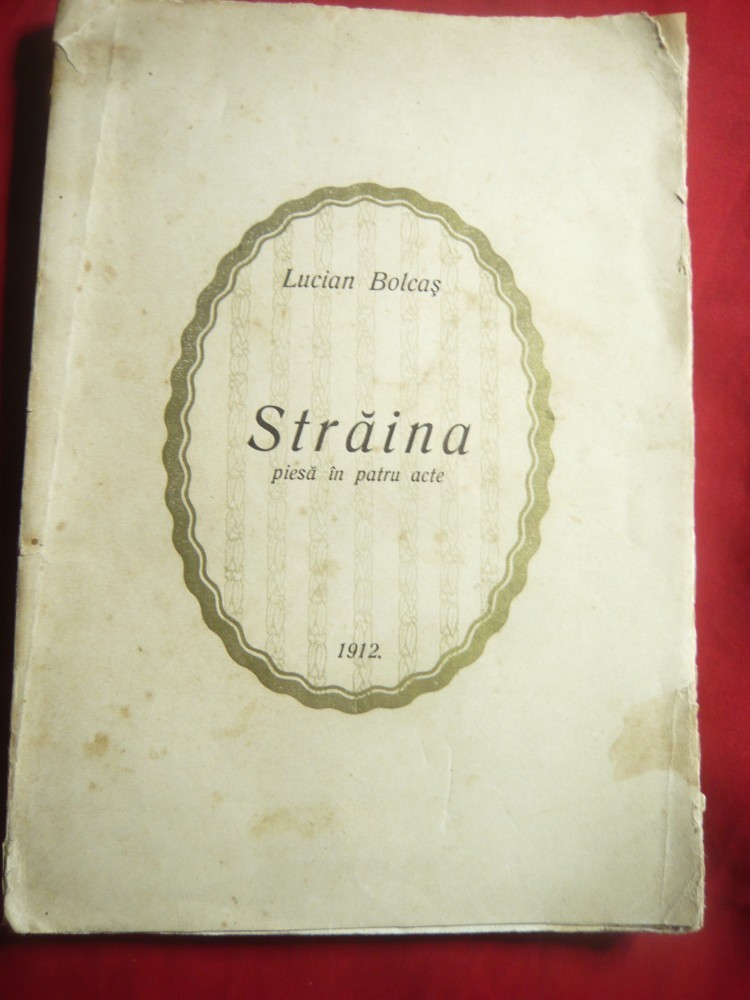 Lucian Bolcaş
Străina
piesă în patru acte
1912.